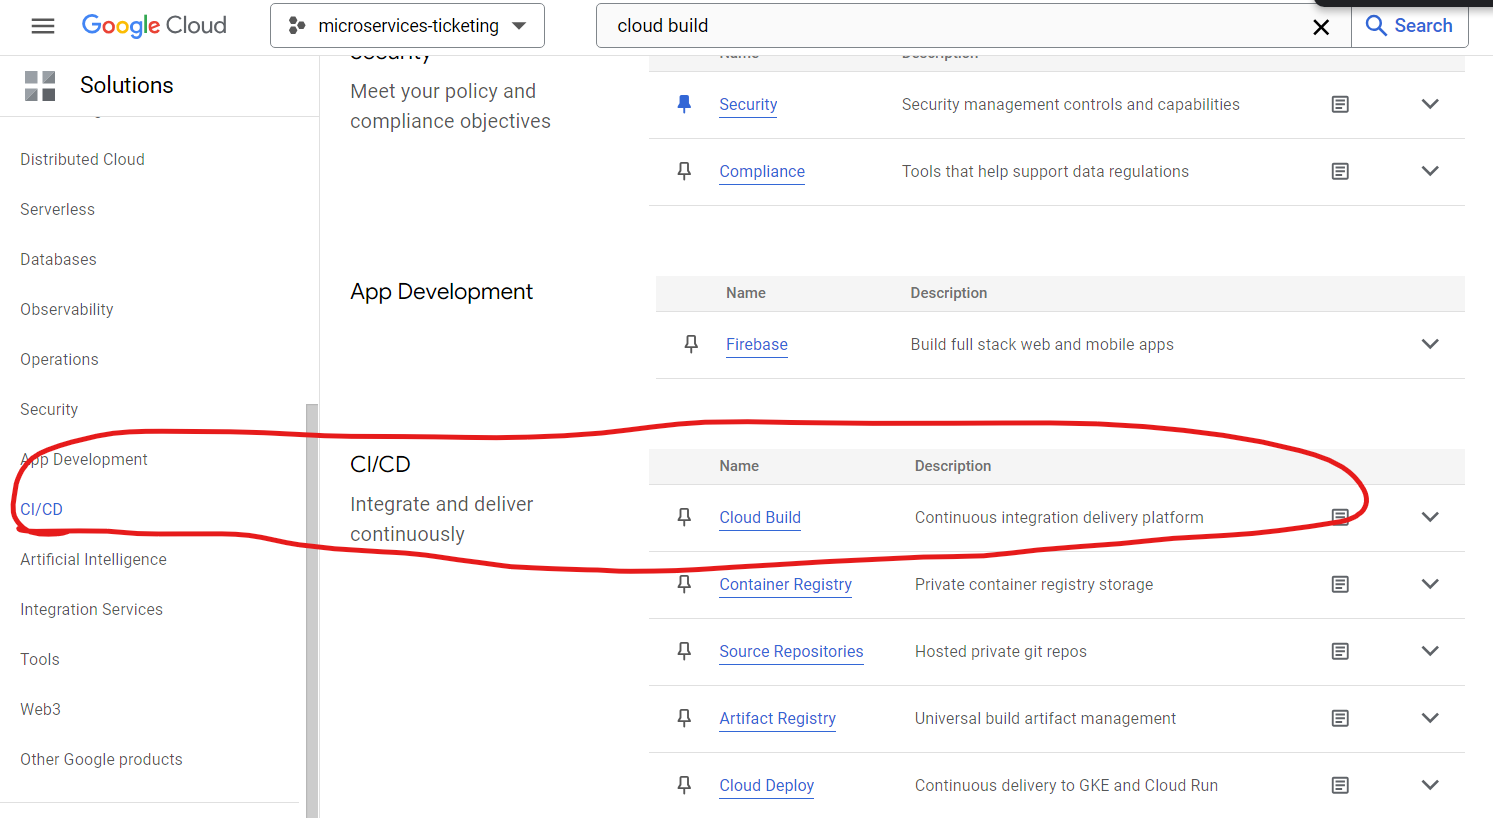 Google Cloud
microservices-ticketing
cloud build
Search
Solutions
Distributed Cloud
Serverless
Databases
Observability
Operations
Security
App Development
CI/CD
Artificial Intelligence
Integration Services
Tools
Web3
Other Google products
Security
Meet your policy and
compliance objectives
Name Description
Security Security management controls and capabilities
Compliance Tools that help support data regulations
App Development
Name Description
Firebase Build full stack web and mobile apps
CI/CD
Integrate and deliver
continuously
Name Description
Cloud Build Continuous integration delivery platform
Container Registry Private container registry storage
Source Repositories Hosted private git repos
Artifact Registry Universal build artifact management
Cloud Deploy Continuous delivery to GKE and Cloud Run